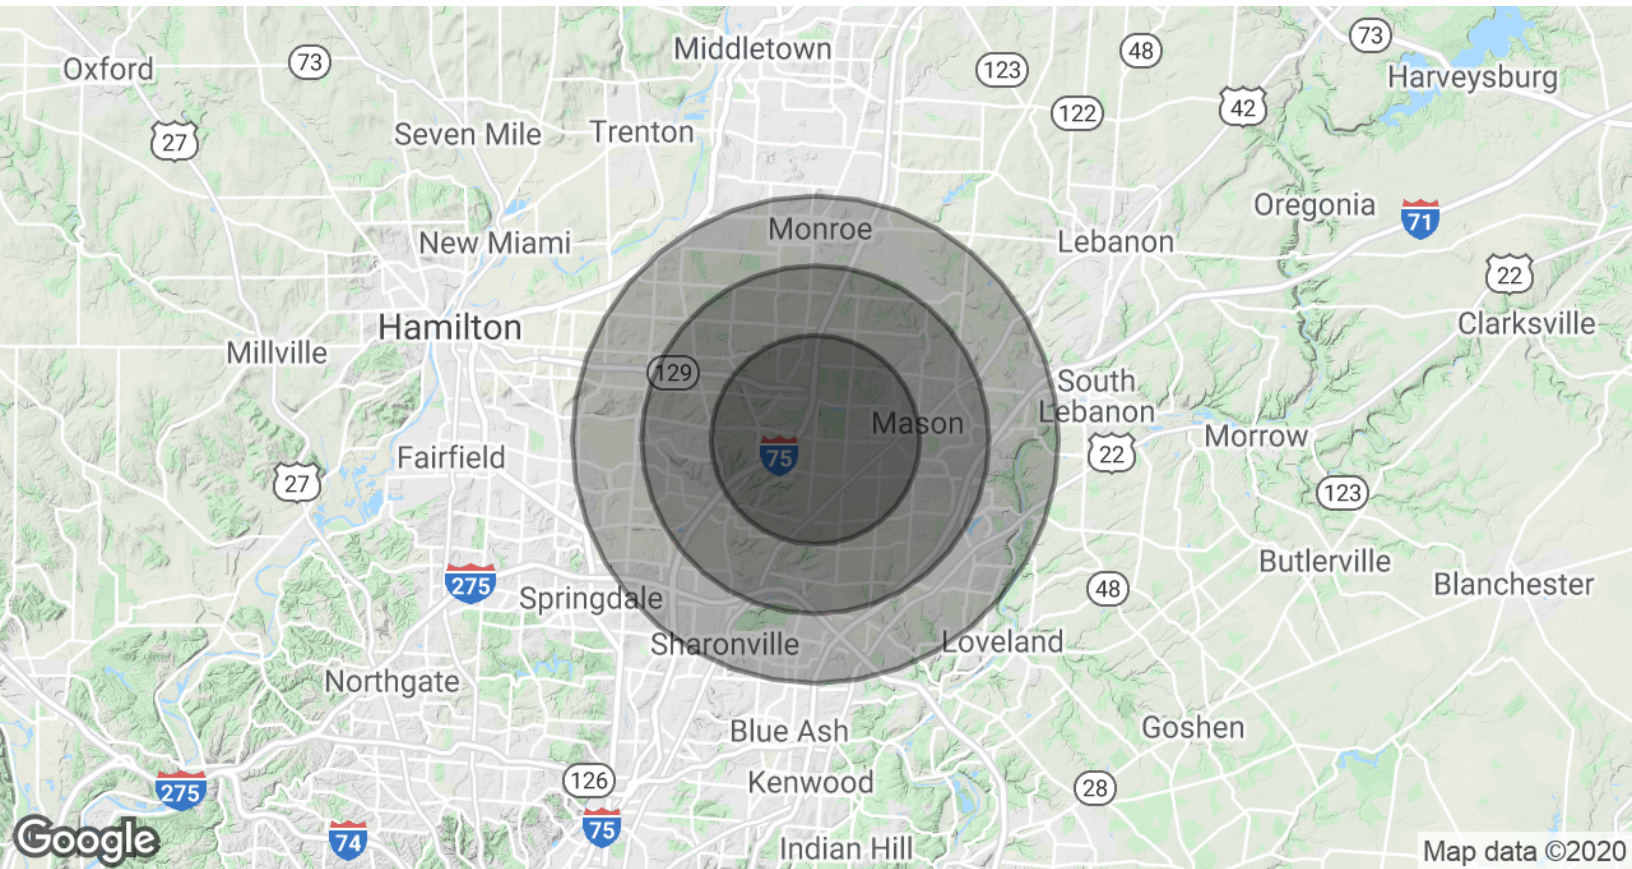 Middletown
73
48
73
Oxford
123
Harveysburg
42
122
27
Seven Mile
Trenton
Oregonia
71
Monroe
New Miami
Lebanon
22
Hamilton
Clarksville
Millville
129
South
Lebanon
Mason
Morrow
Fairfield
75
22
27
123
Butlerville
275
Springdale
48
Blanchester
Sharonville
Loveland
Northgate
Blue Ash
Goshen
126
Kenwood
28
275
75
74
Google
Indian Hill
Map data ©2020